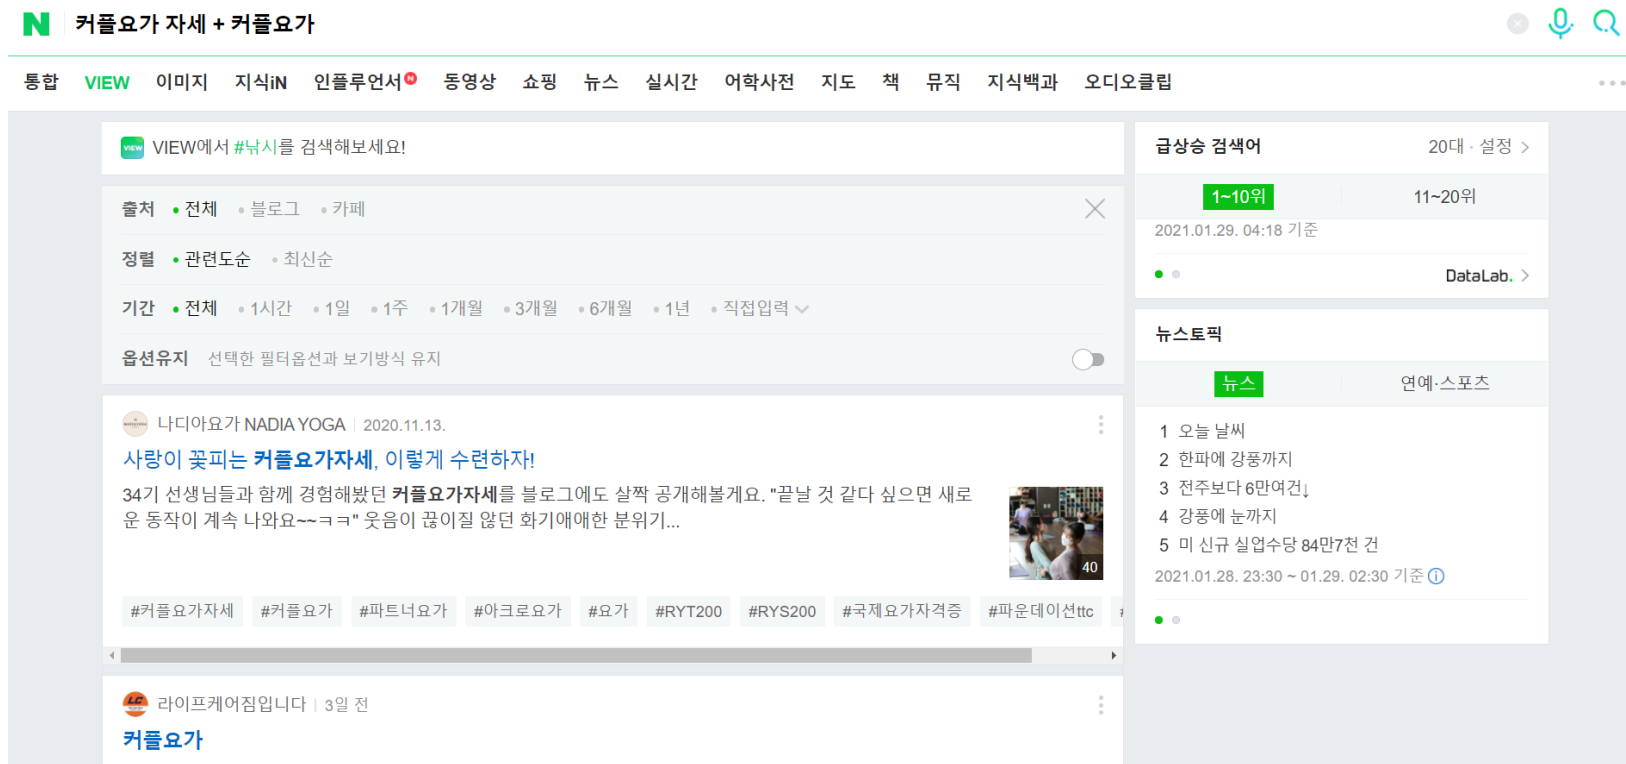 N 커플요가 자세 + 커플요가
통합 VIEW 이미지 지식iN 인플루언서 N 동영상 쇼핑 뉴스 실시간 어학사전 지도 책 뮤직 지식백과 오디오클립
VIEW VIEW에서 #낚시를 검색해보세요!
출처 전체 블로그 카페
정렬 관련도순 최신순
기간 전체 1시간 1일 1주 1개월 3개월 6개월 1년 직접입력
옵션유지 선택한 필터옵션과 보기방식 유지
나디아요가 NADIA YOGA 2020.11.13.
사랑이 꽃피는 커플요가자세, 이렇게 수련하자!
34기 선생님들과 함께 경험해봤던 커플요가자세를 블로그에도 살짝 공개해볼게요. "끝날 것 같다 싶으면 새로
운 동작이 계속 나와요~~ㅋㅋ" 웃음이 끊이질 않던 화기애애한 분위기...
40
#커플요가자세 #커플요가 #파트너요가 #아크로요가 #요가 #RYT200 #RYS200 #국제요가자격증 #파운데이션ttc #
LC 라이프케어짐입니다 3일 전
커플요가
급상승 검색어 20대 · 설정
1~10위 11~20위
2021.01.29. 04:18 기준
DataLab.
뉴스토픽
뉴스 연예·스포츠
1 오늘 날씨
2 한파에 강풍까지
3 전주보다 6만여건↓
4 강풍에 눈까지
5 미 신규 실업수당 84만7천 건
2021.01.28. 23:30 ~ 01.29. 02:30 기준